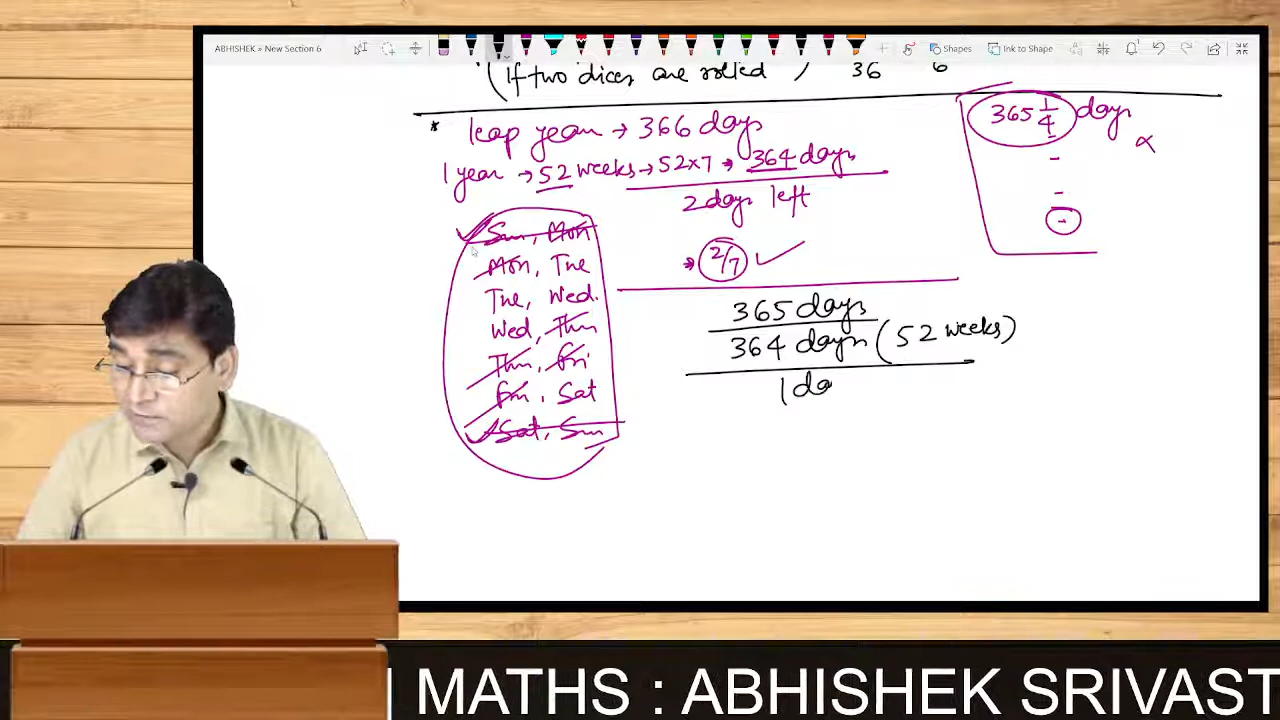 ABHISHEK » New Section 6
Shapes
Ink to Shape
(If two dices are rolled ) 36 6
* leap year → 366 days
1 year → 52 weeks → 52×7 → 364 days
2 days left
365 1/4 days
Sun, Mon
Mon, Tue
Tue, Wed.
Wed, Thu
Thu, Fri
Fri, Sat
Sat, Sun
→ 2/7
365 days
364 days (52 weeks)
1 da
MATHS : ABHISHEK SRIVAST